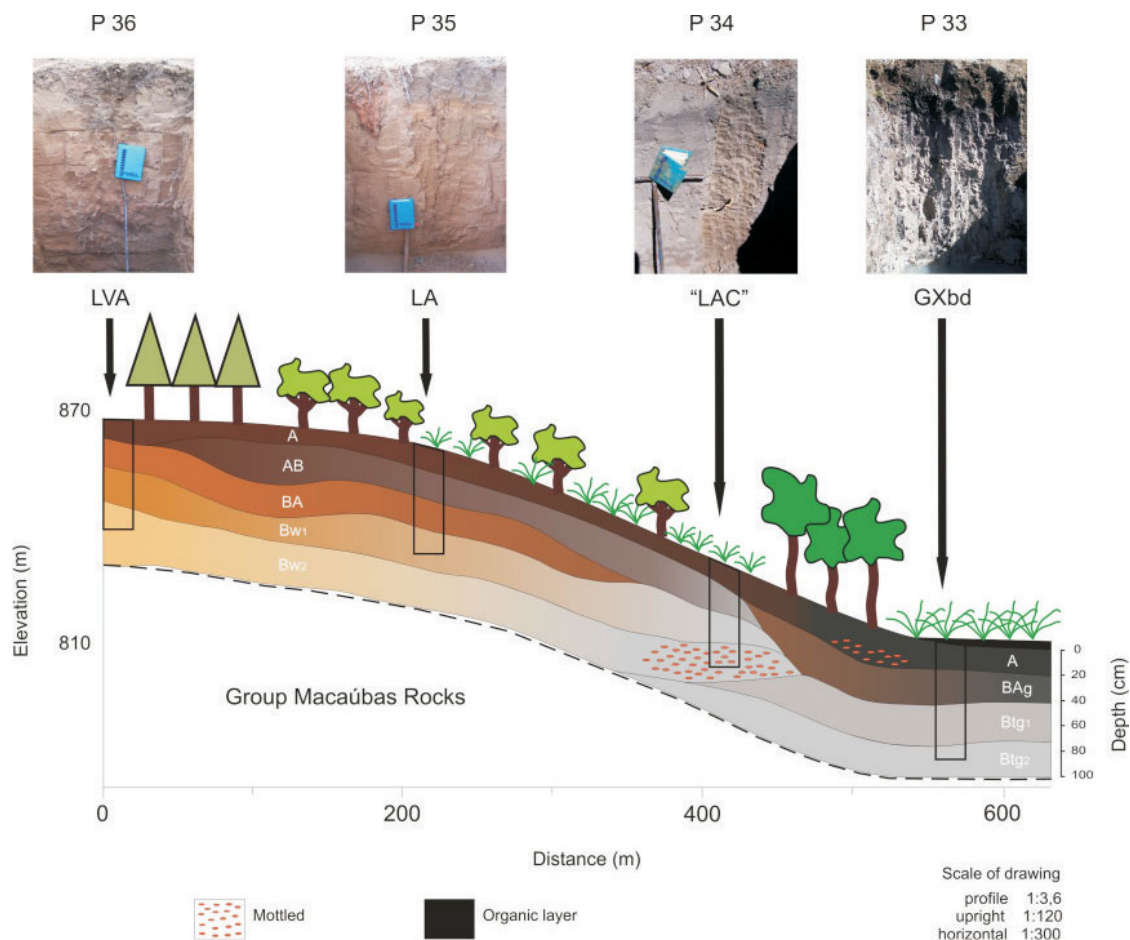 P 36
P 35
P 34
P 33
LVA
LA
“LAC”
GXbd
870
810
Elevation (m)
A
AB
BA
Bw1
Bw2
Group Macaúbas Rocks
A
BAg
Btg1
Btg2
0
20
40
60
80
100
Depth (cm)
0
200
400
600
Distance (m)
Mottled
Organic layer
Scale of drawing
profile 1:3,6
upright 1:120
horizontal 1:300